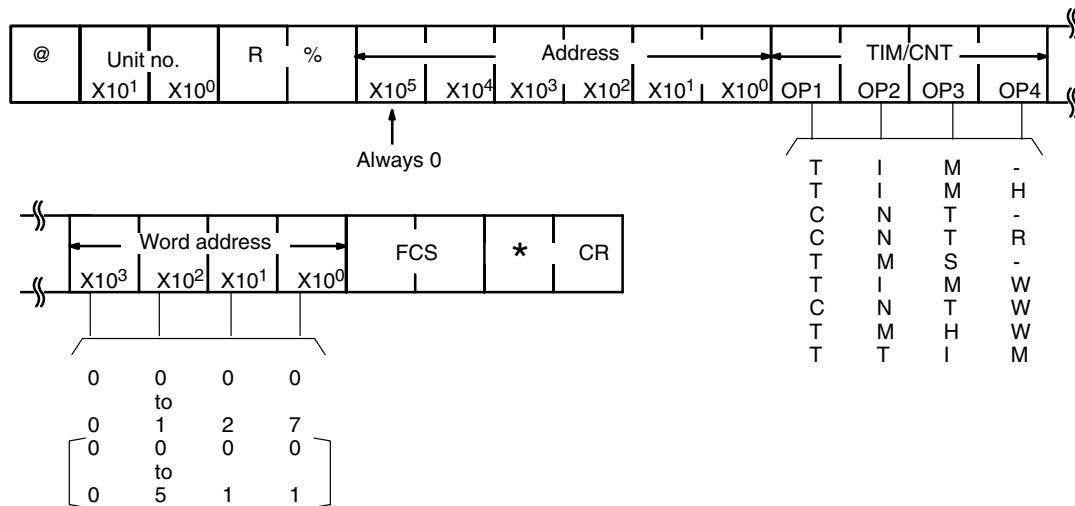 @ Unit no. R % Address TIM/CNT
X10¹ X10⁰ X10⁵ X10⁴ X10³ X10² X10¹ X10⁰ OP1 OP2 OP3 OP4
Always 0
T I M -
T I M H
C N T -
C N T R
T M S -
T I M W
C N T W
T M H W
T T I M
Word address FCS * CR
X10³ X10² X10¹ X10⁰
0 0 0 0
to
0 1 2 7
0 0 0 0
to
0 5 1 1